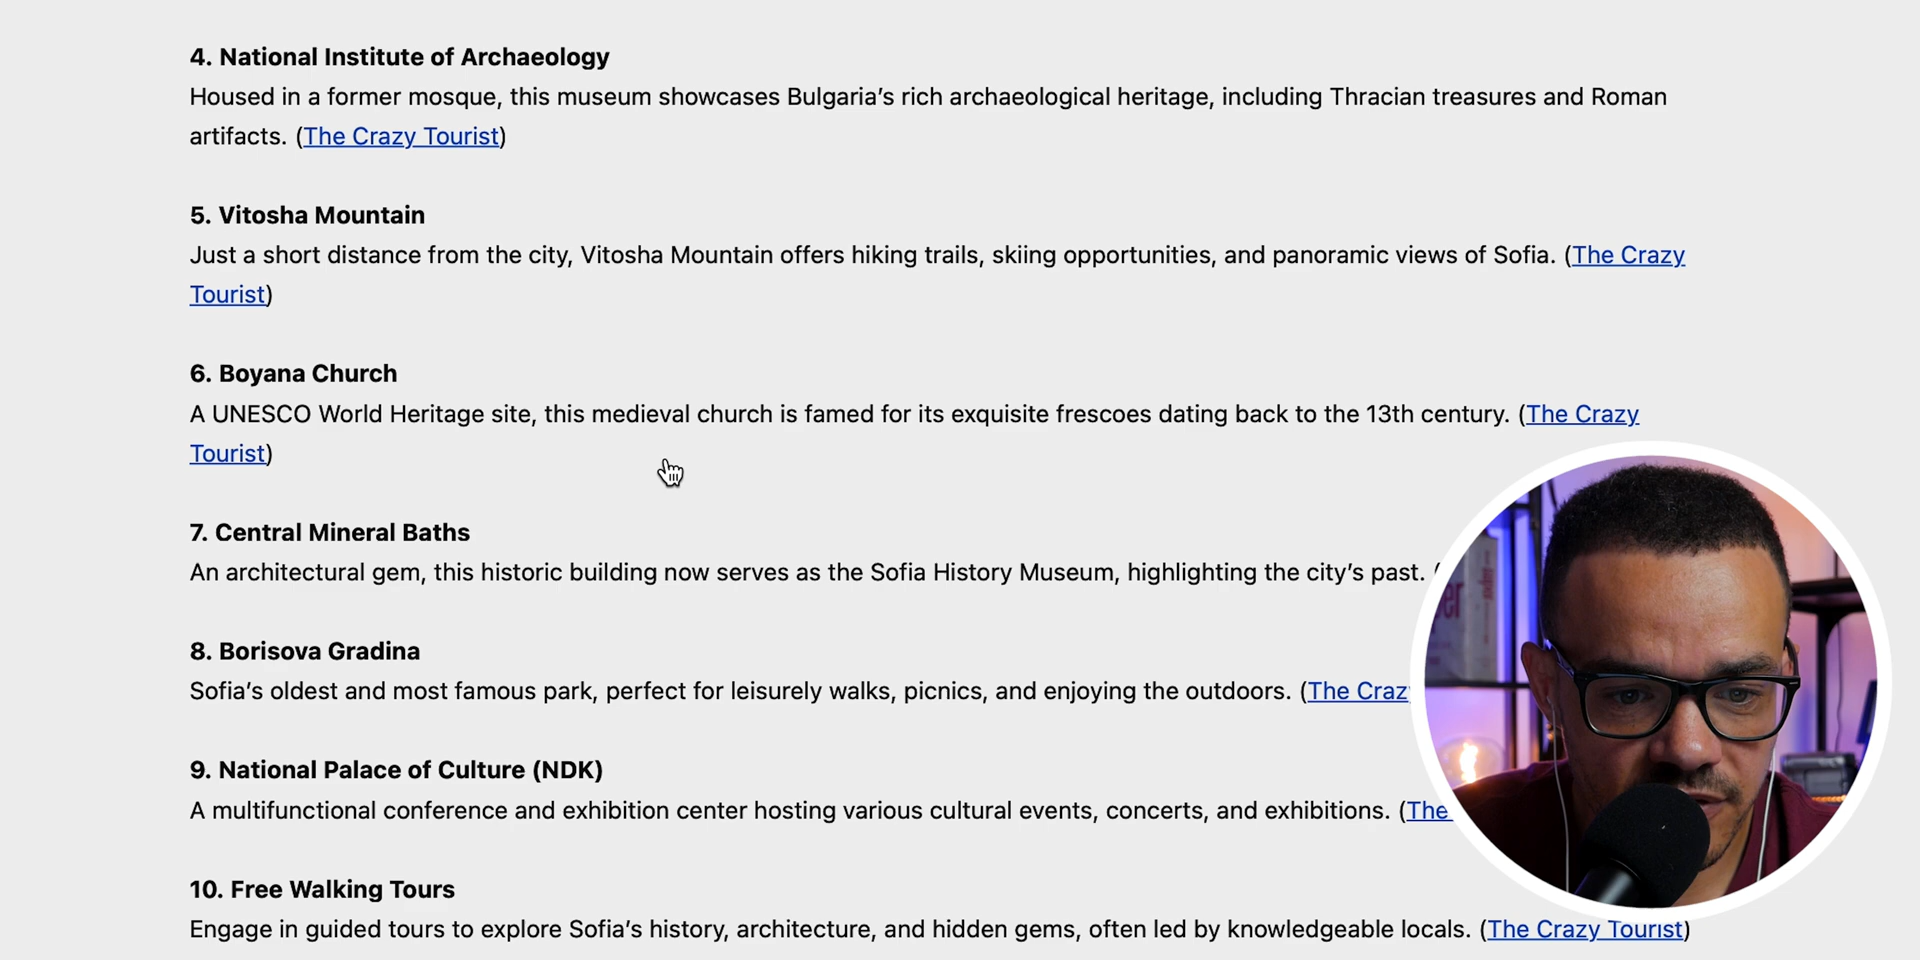 4. National Institute of Archaeology
Housed in a former mosque, this museum showcases Bulgaria’s rich archaeological heritage, including Thracian treasures and Roman
artifacts. (The Crazy Tourist)
5. Vitosha Mountain
Just a short distance from the city, Vitosha Mountain offers hiking trails, skiing opportunities, and panoramic views of Sofia. (The Crazy
Tourist)
6. Boyana Church
A UNESCO World Heritage site, this medieval church is famed for its exquisite frescoes dating back to the 13th century. (The Crazy
Tourist)
7. Central Mineral Baths
An architectural gem, this historic building now serves as the Sofia History Museum, highlighting the city’s past. (
8. Borisova Gradina
Sofia’s oldest and most famous park, perfect for leisurely walks, picnics, and enjoying the outdoors. (The Craz
9. National Palace of Culture (NDK)
A multifunctional conference and exhibition center hosting various cultural events, concerts, and exhibitions. (The
10. Free Walking Tours
Engage in guided tours to explore Sofia’s history, architecture, and hidden gems, often led by knowledgeable locals. (The Crazy Tourist)